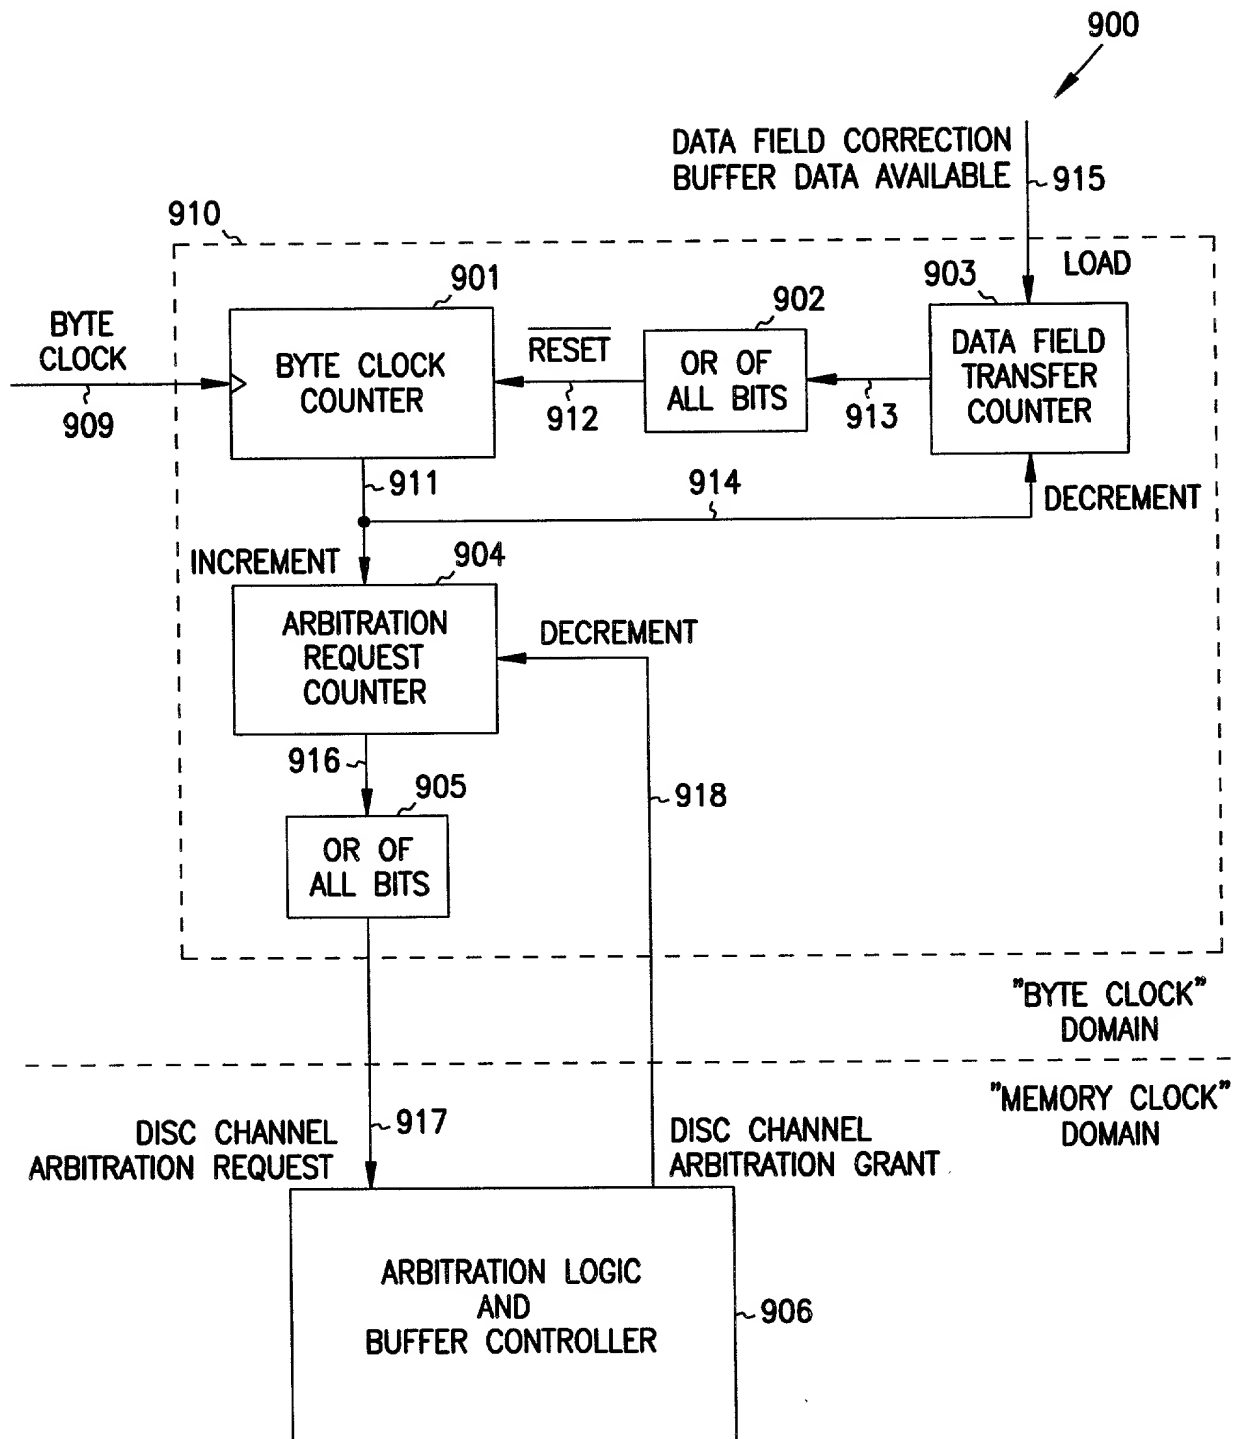 900
DATA FIELD CORRECTION
BUFFER DATA AVAILABLE
915
910
901
902
903
LOAD
BYTE
CLOCK
909
BYTE CLOCK
COUNTER
RESET
912
OR OF
ALL BITS
913
DATA FIELD
TRANSFER
COUNTER
911
914
DECREMENT
INCREMENT
904
ARBITRATION
REQUEST
COUNTER
DECREMENT
916
905
918
OR OF
ALL BITS
"BYTE CLOCK"
DOMAIN
"MEMORY CLOCK"
DOMAIN
917
DISC CHANNEL
ARBITRATION REQUEST
DISC CHANNEL
ARBITRATION GRANT
ARBITRATION LOGIC
AND
BUFFER CONTROLLER
906